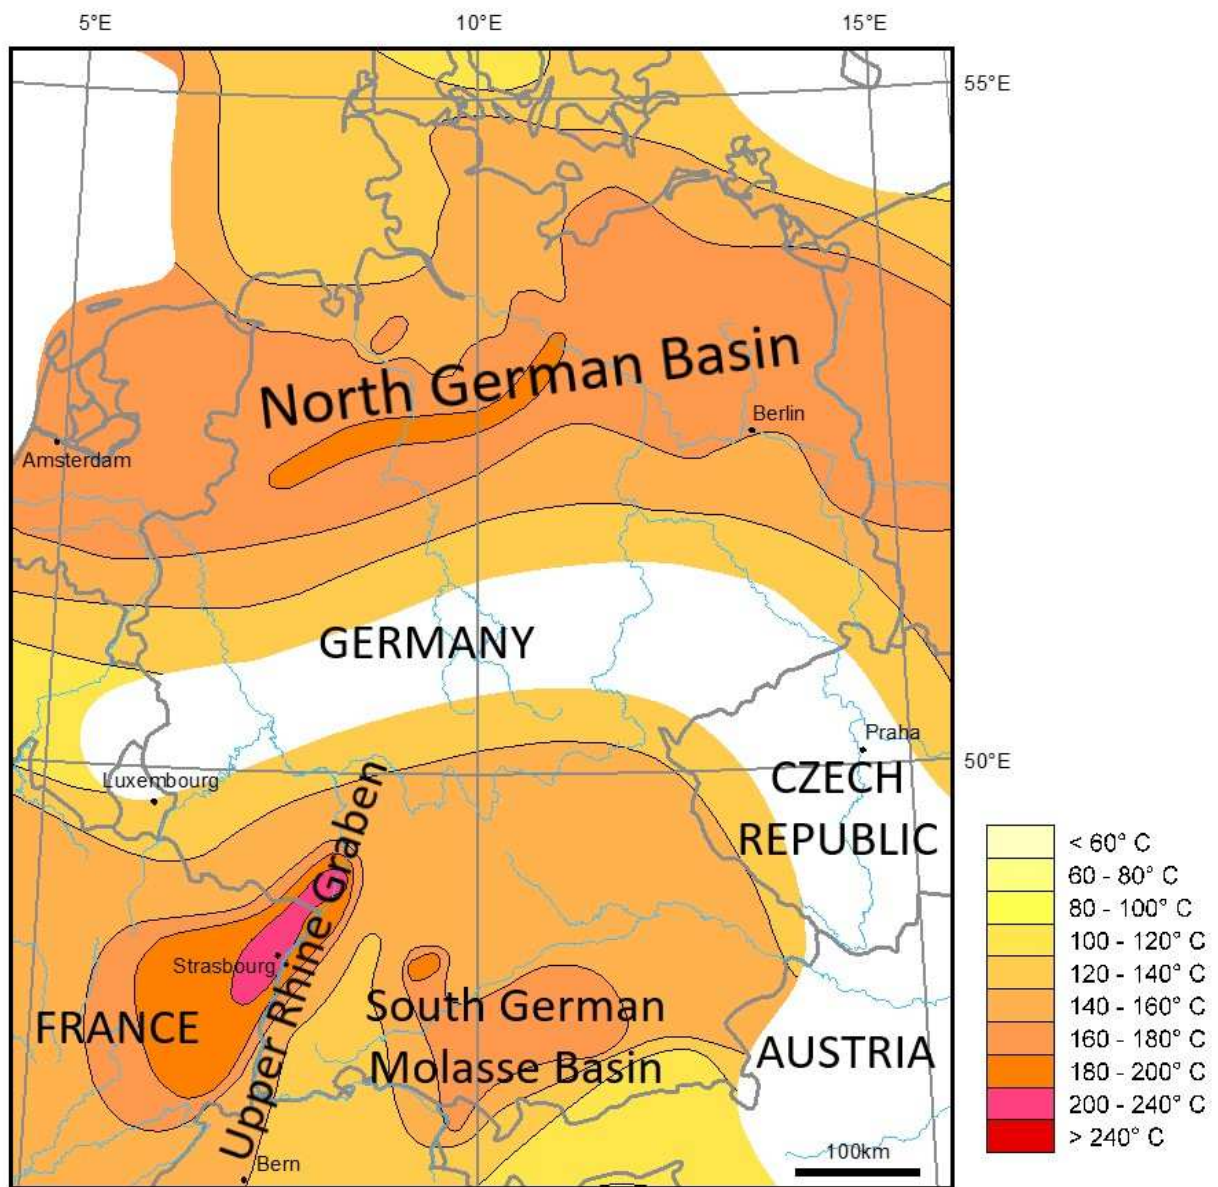 5°E
10°E
15°E
55°E
North German Basin
Berlin
Amsterdam
GERMANY
Praha
50°E
CZECH
REPUBLIC
Luxembourg
Upper Rhine Graben
Strasbourg
FRANCE
South German
Molasse Basin
AUSTRIA
Bern
100km
< 60° C
60 - 80° C
80 - 100° C
100 - 120° C
120 - 140° C
140 - 160° C
160 - 180° C
180 - 200° C
200 - 240° C
> 240° C